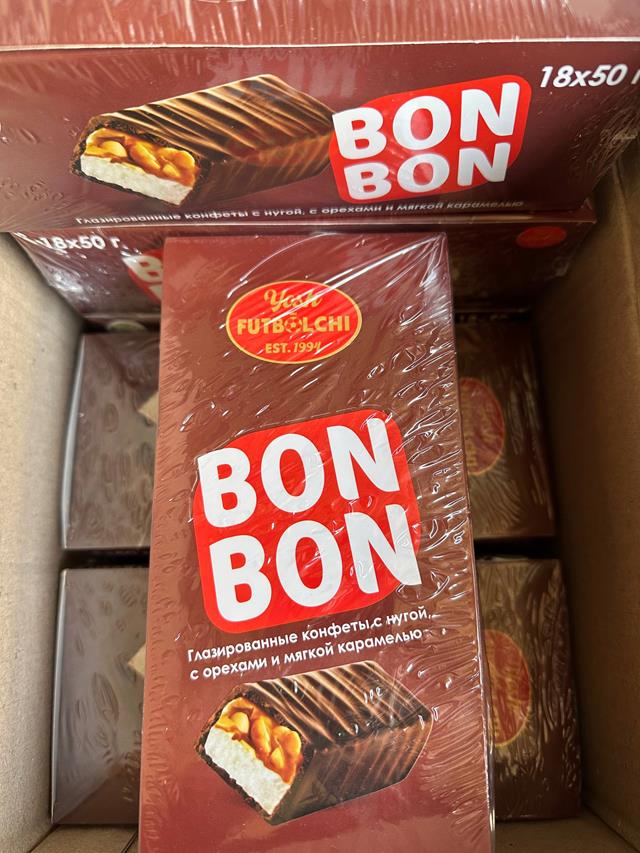 18x50 г
BON
BON
Глазированные конфеты с нугой, с орехами и мягкой карамелью
18x50 г.
Yosh
FUTBOLCHI
EST. 1994
BON
BON
Глазированные конфеты с нугой,
с орехами и мягкой карамелью